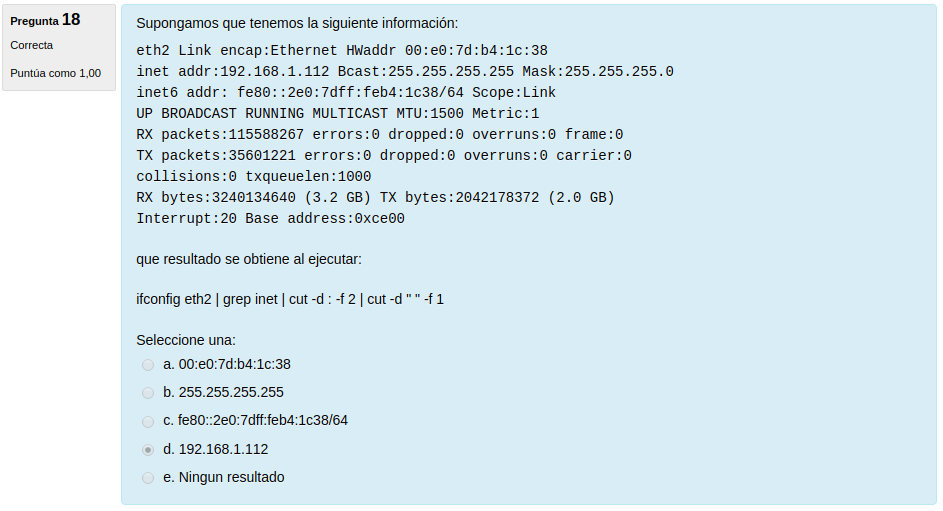 Pregunta 18
Correcta
Puntúa como 1,00
Supongamos que tenemos la siguiente información:
eth2 Link encap:Ethernet HWaddr 00:e0:7d:b4:1c:38
inet addr:192.168.1.112 Bcast:255.255.255.255 Mask:255.255.255.0
inet6 addr: fe80::2e0:7dff:feb4:1c38/64 Scope:Link
UP BROADCAST RUNNING MULTICAST MTU:1500 Metric:1
RX packets:115588267 errors:0 dropped:0 overruns:0 frame:0
TX packets:35601221 errors:0 dropped:0 overruns:0 carrier:0
collisions:0 txqueuelen:1000
RX bytes:3240134640 (3.2 GB) TX bytes:2042178372 (2.0 GB)
Interrupt:20 Base address:0xce00
que resultado se obtiene al ejecutar:
ifconfig eth2 | grep inet | cut -d : -f 2 | cut -d " " -f 1
Seleccione una:
a. 00:e0:7d:b4:1c:38
b. 255.255.255.255
c. fe80::2e0:7dff:feb4:1c38/64
d. 192.168.1.112
e. Ningun resultado